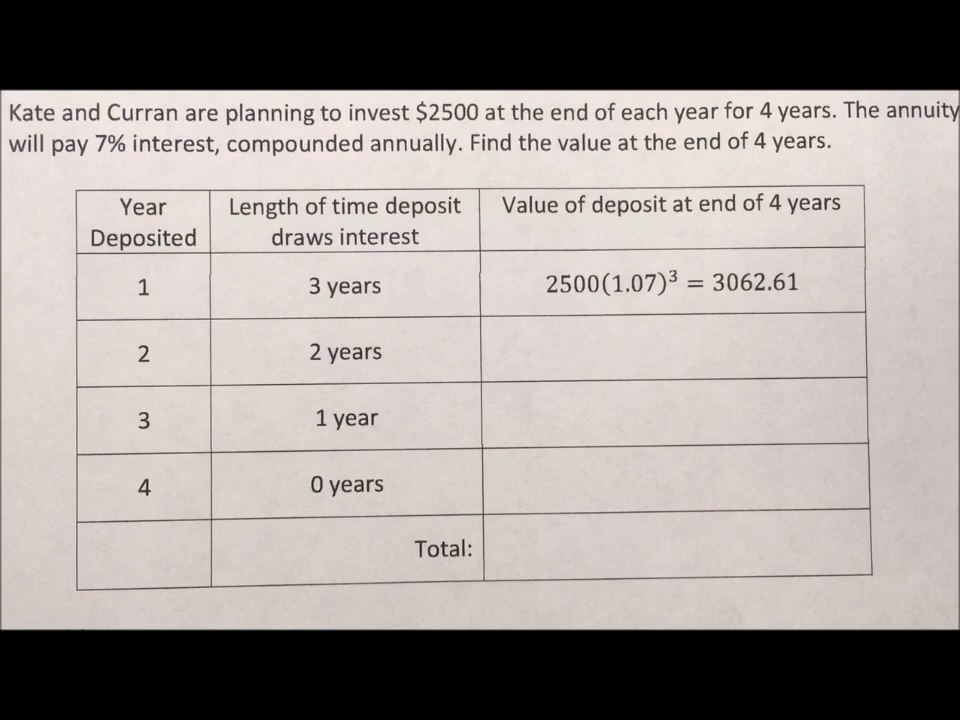 Kate and Curran are planning to invest $2500 at the end of each year for 4 years. The annuity
will pay 7% interest, compounded annually. Find the value at the end of 4 years.
Year Deposited
Length of time deposit draws interest
Value of deposit at end of 4 years
1
3 years
2500(1.07)³ = 3062.61
2
2 years
3
1 year
4
0 years
Total: